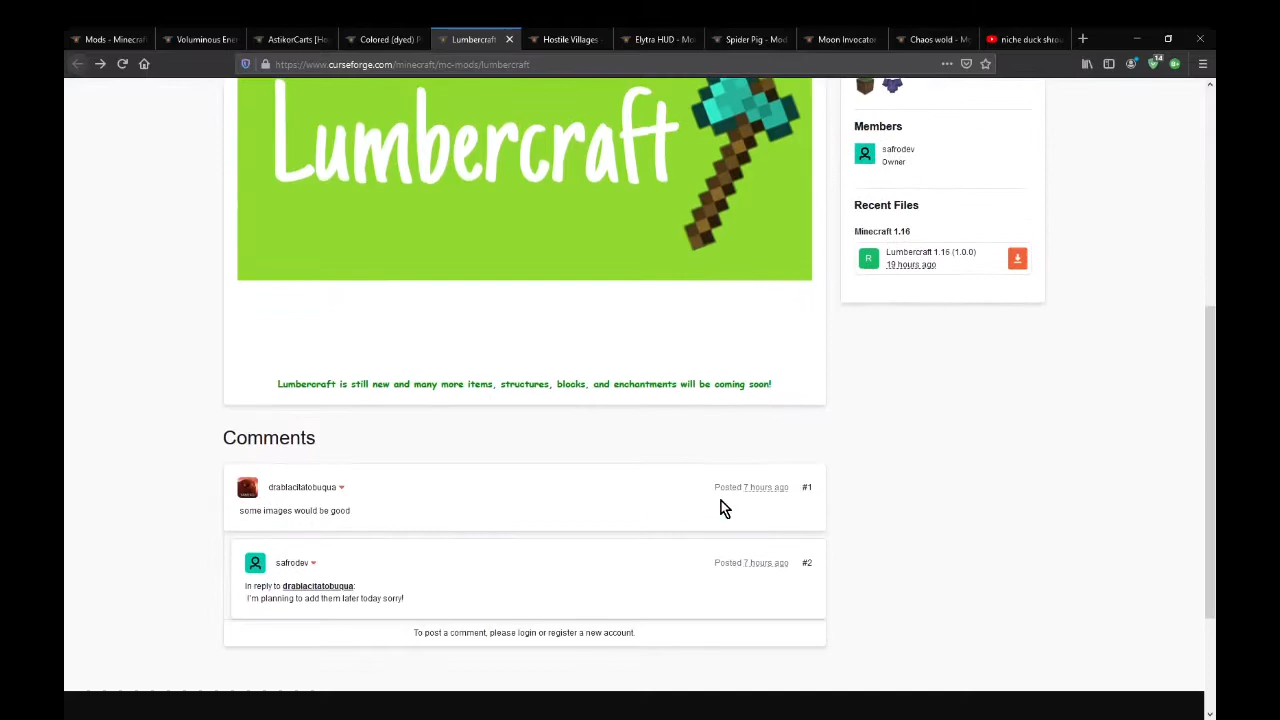 Mods - Minecraf
Voluminous Ener
AstikorCarts [He
Colored (dyed) P
Lumbercraft
Hostile Villages -
Elytra HUD - Mo
Spider Pig - Mod
Moon Invocator
Chaos wold - Mo
niche duck shrou
https://www.curseforge.com/minecraft/mc-mods/lumbercraft
14
Lumbercraft
Members
safrodev
Owner
Recent Files
Minecraft 1.16
R
Lumbercraft 1.16 (1.0.0)
19 hours ago
Lumbercraft is still new and many more items, structures, blocks, and enchantments will be coming soon!
Comments
drablacitatobuqua
Posted 7 hours ago #1
some images would be good
safrodev
Posted 7 hours ago #2
In reply to drablacitatobuqua:
I'm planning to add them later today sorry!
To post a comment, please login or register a new account.